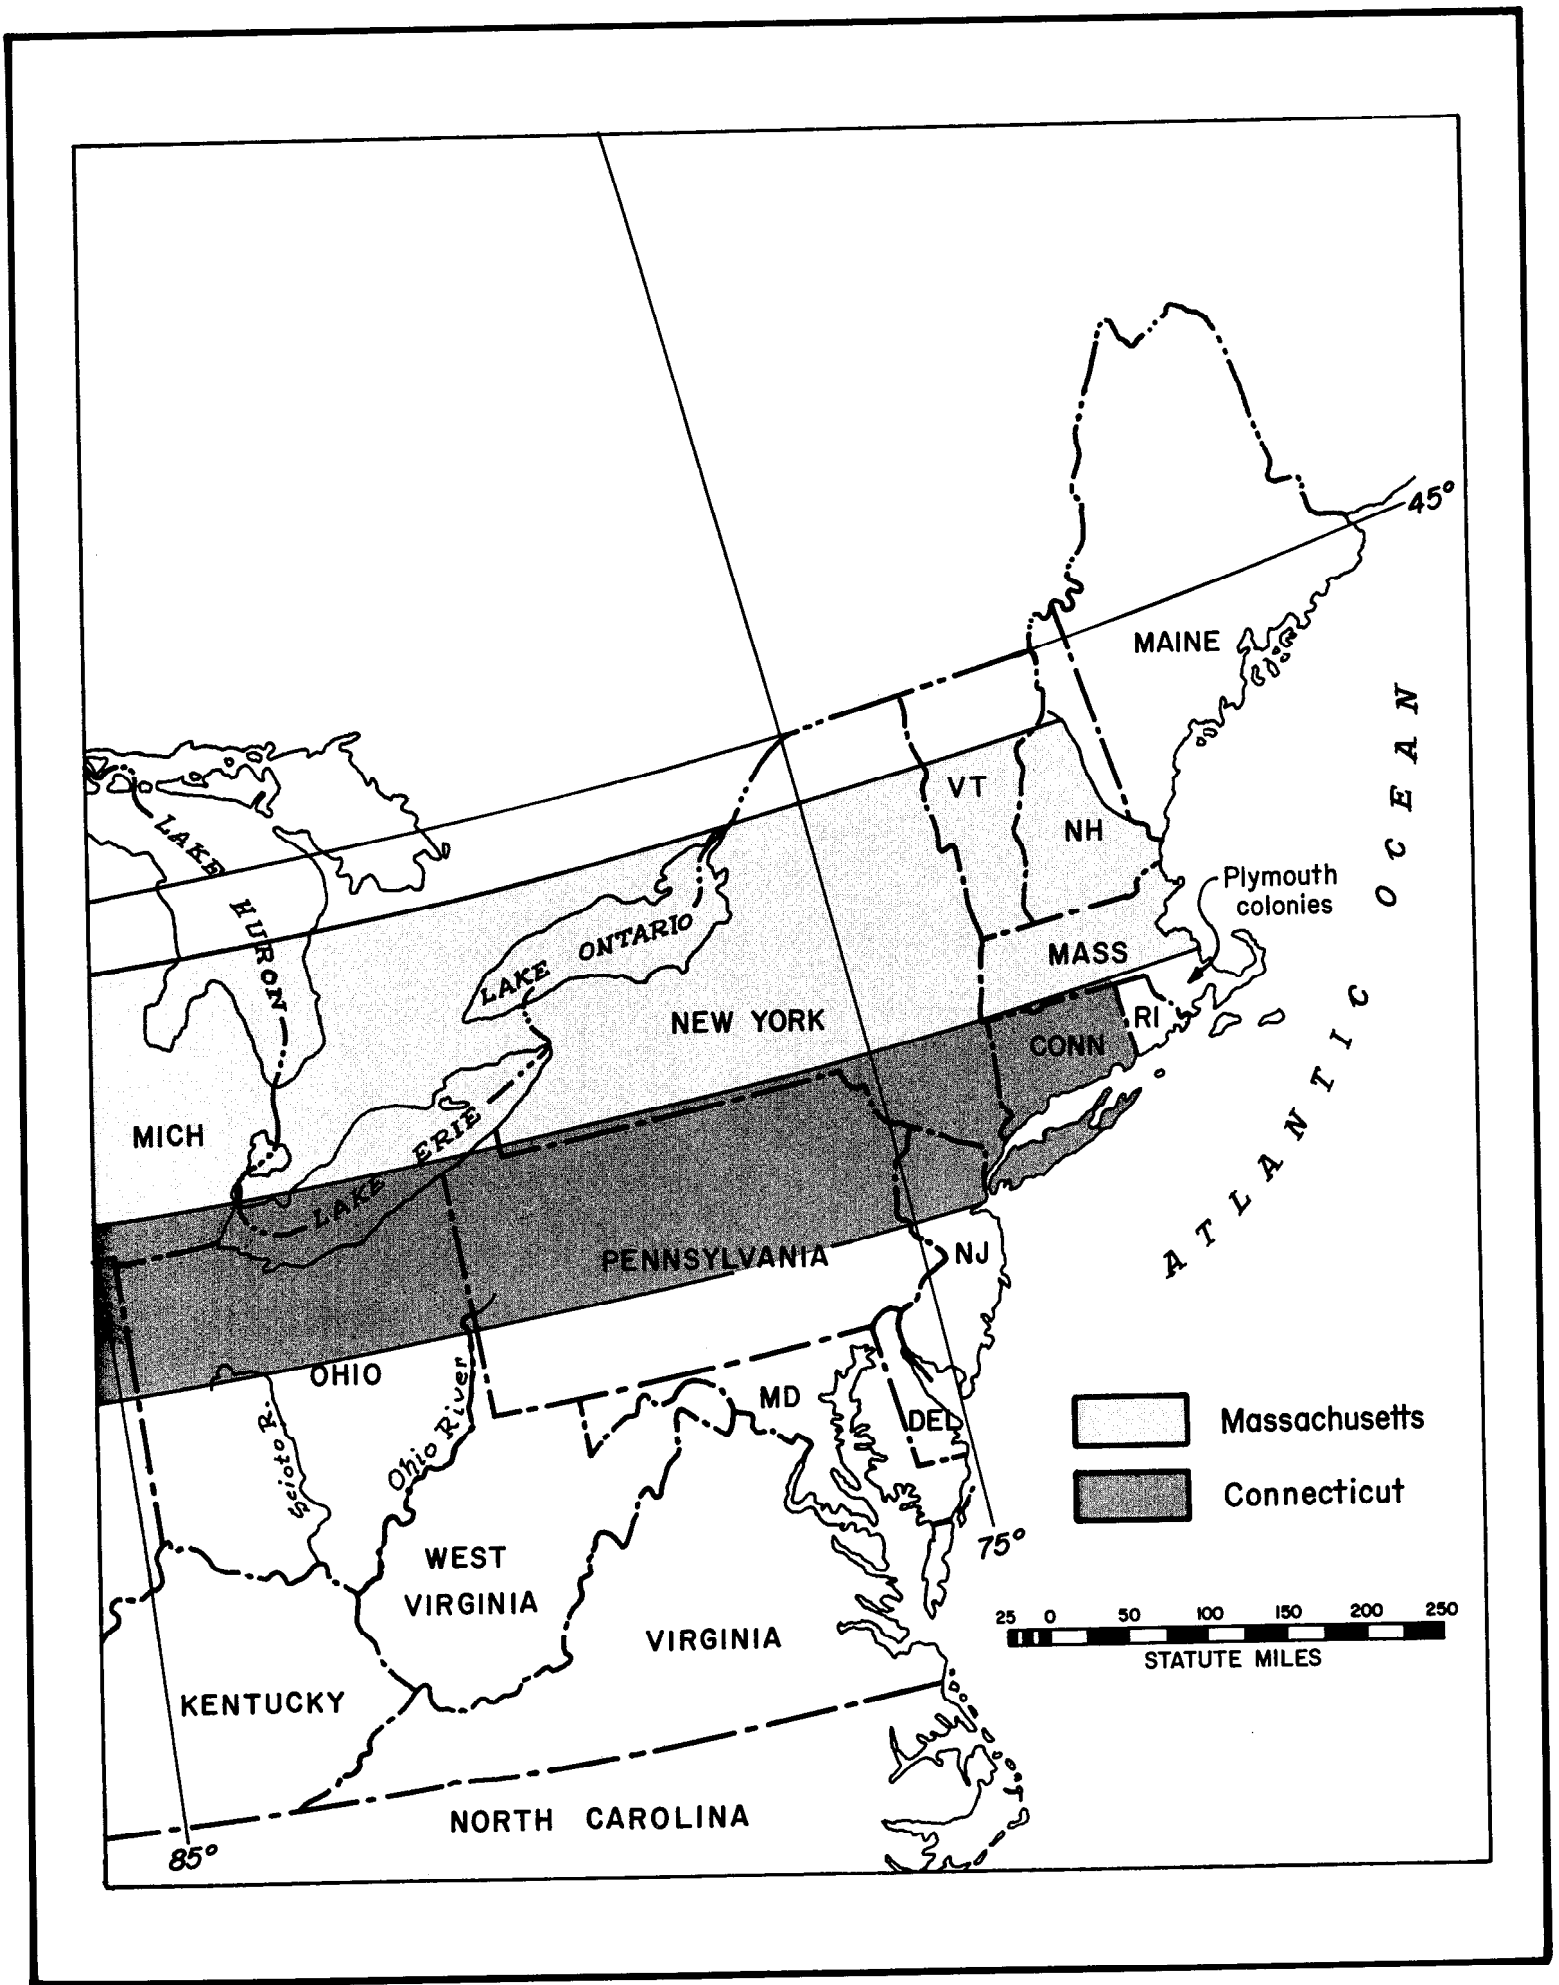 45°
MAINE
LAKE HURON
VT
NH
Plymouth
colonies
LAKE ONTARIO
MASS
NEW YORK
RI
CONN
MICH
LAKE ERIE
ATLANTIC OCEAN
PENNSYLVANIA
NJ
OHIO
MD
DEL
Scioto R.
Ohio River
Massachusetts
Connecticut
75°
WEST
VIRGINIA
VIRGINIA
25 0 50 100 150 200 250
STATUTE MILES
KENTUCKY
NORTH CAROLINA
85°